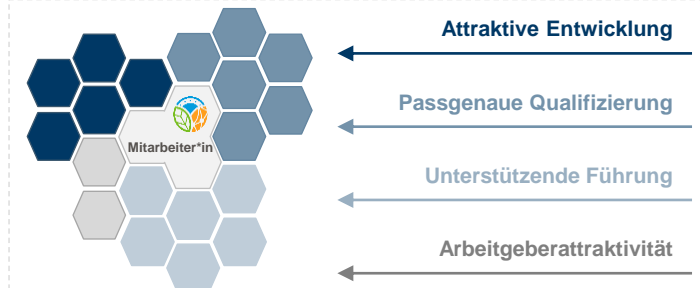 Attraktive Entwicklung
Passgenaue Qualifizierung
Mitarbeiter*in
Unterstützende Führung
Arbeitgeberattraktivität